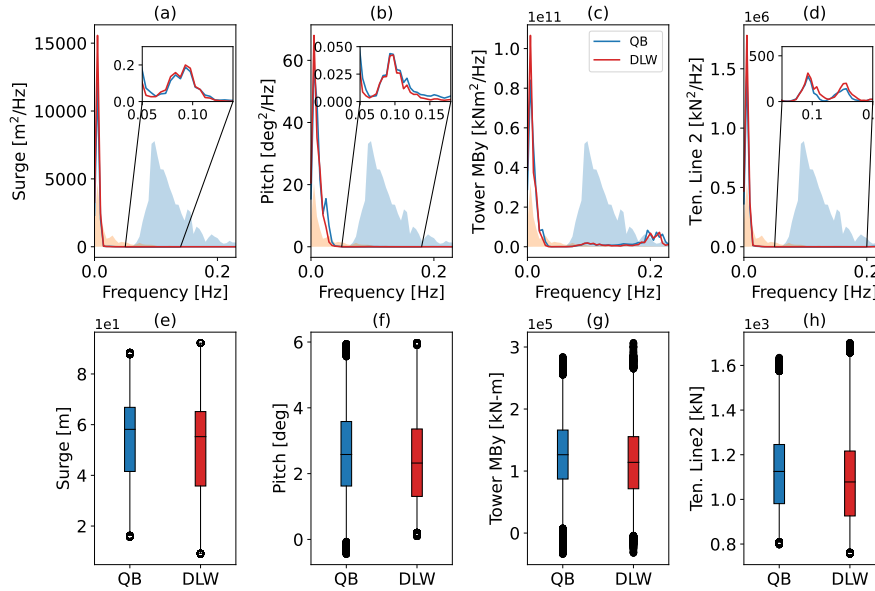 (a)
Surge [m²/Hz]
15000
10000
5000
0
0.0
0.2
Frequency [Hz]
0.2
0.0
0.05
0.10
(b)
Pitch [deg²/Hz]
60
40
20
0
0.0
0.2
Frequency [Hz]
0.050
0.025
0.000
0.05
0.10
0.15
(c)
1e11
Tower MBy [kNm²/Hz]
1.0
0.8
0.6
0.4
0.2
0.0
0.0
0.2
Frequency [Hz]
QB
DLW
(d)
1e6
Ten. Line 2 [kN²/Hz]
1.5
1.0
0.5
0.0
0.0
0.2
Frequency [Hz]
500
0
0.1
(e)
1e1
Surge [m]
8
6
4
2
QB
DLW
(f)
Pitch [deg]
6
4
2
0
QB
DLW
(g)
1e5
Tower MBy [kN-m]
3
2
1
0
QB
DLW
(h)
1e3
Ten. Line2 [kN]
1.6
1.4
1.2
1.0
0.8
QB
DLW